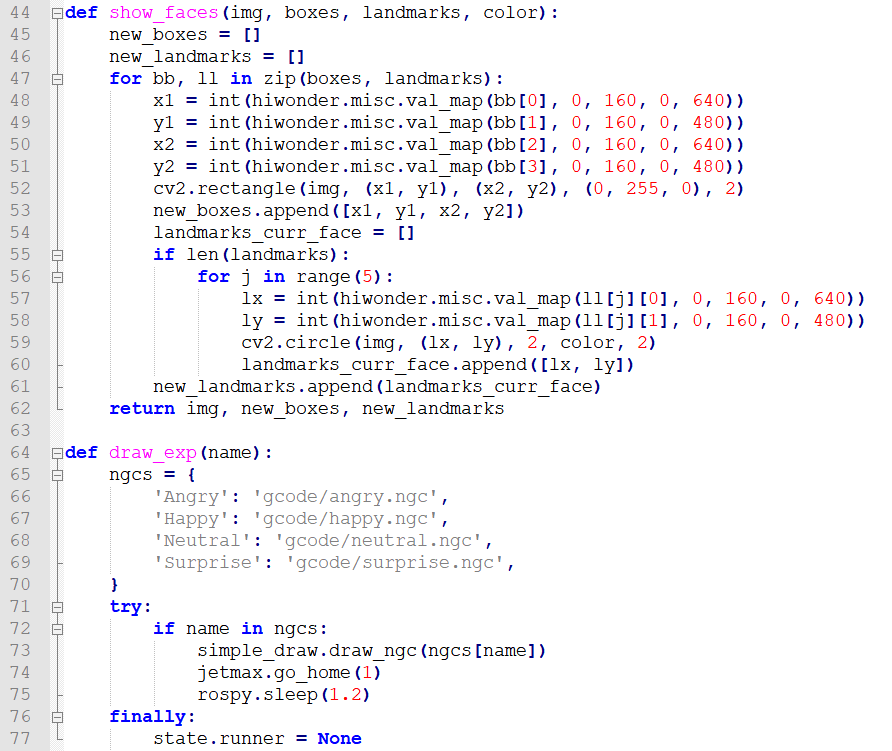 44 def show_faces(img, boxes, landmarks, color):
45     new_boxes = []
46     new_landmarks = []
47     for bb, ll in zip(boxes, landmarks):
48         x1 = int(hiwonder.misc.val_map(bb[0], 0, 160, 0, 640))
49         y1 = int(hiwonder.misc.val_map(bb[1], 0, 160, 0, 480))
50         x2 = int(hiwonder.misc.val_map(bb[2], 0, 160, 0, 640))
51         y2 = int(hiwonder.misc.val_map(bb[3], 0, 160, 0, 480))
52         cv2.rectangle(img, (x1, y1), (x2, y2), (0, 255, 0), 2)
53         new_boxes.append([x1, y1, x2, y2])
54         landmarks_curr_face = []
55         if len(landmarks):
56             for j in range(5):
57                 lx = int(hiwonder.misc.val_map(ll[j][0], 0, 160, 0, 640))
58                 ly = int(hiwonder.misc.val_map(ll[j][1], 0, 160, 0, 480))
59                 cv2.circle(img, (lx, ly), 2, color, 2)
60                 landmarks_curr_face.append([lx, ly])
61         new_landmarks.append(landmarks_curr_face)
62     return img, new_boxes, new_landmarks
63
64 def draw_exp(name):
65     ngcs = {
66         'Angry': 'gcode/angry.ngc',
67         'Happy': 'gcode/happy.ngc',
68         'Neutral': 'gcode/neutral.ngc',
69         'Surprise': 'gcode/surprise.ngc',
70     }
71     try:
72         if name in ngcs:
73             simple_draw.draw_ngc(ngcs[name])
74             jetmax.go_home(1)
75             rospy.sleep(1.2)
76     finally:
77         state.runner = None